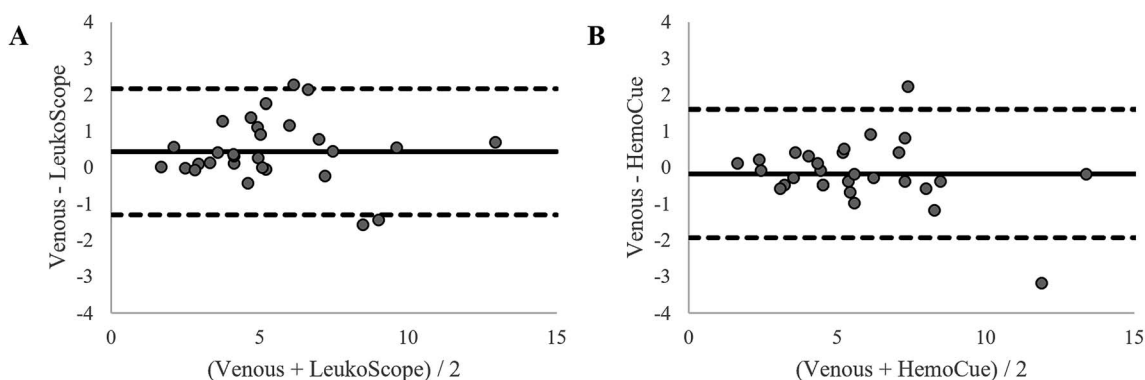 A
Venous - LeukoScope
4
3
2
1
0
-1
-2
-3
-4
0 5 10 15
(Venous + LeukoScope) / 2
B
Venous - HemoCue
4
3
2
1
0
-1
-2
-3
-4
0 5 10 15
(Venous + HemoCue) / 2